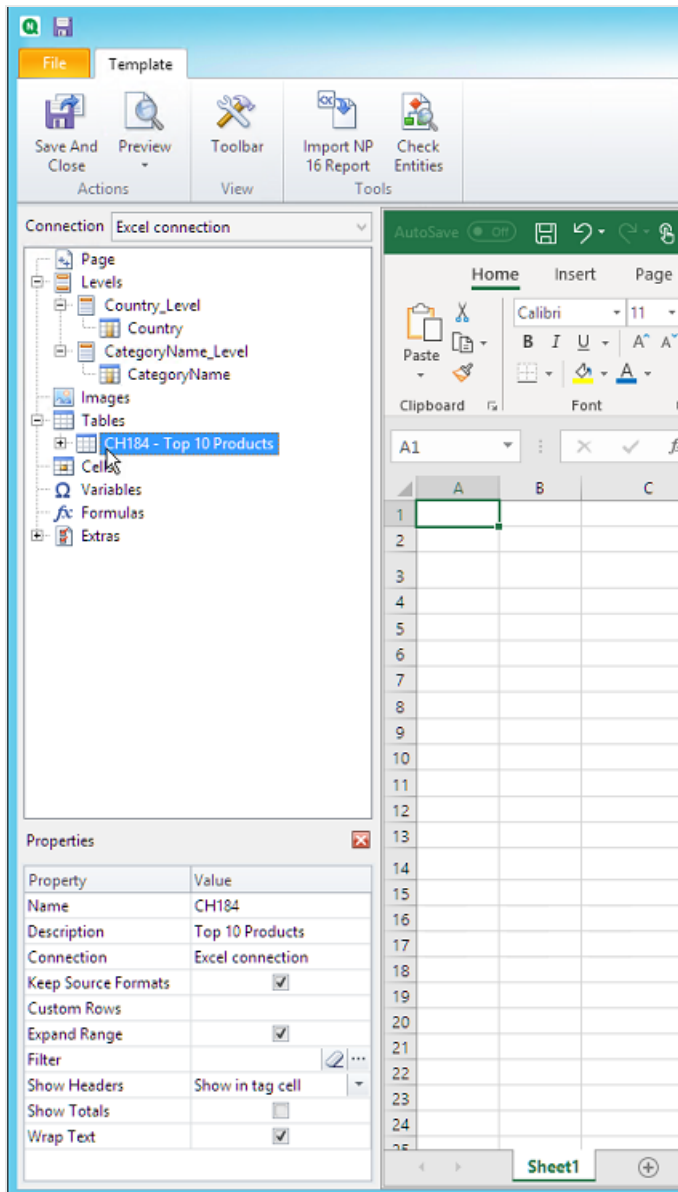 File Template
Save And Close
Preview
Toolbar
Import NP 16 Report
Check Entities
Actions View Tools
Connection Excel connection
Page
Levels
Country_Level
Country
CategoryName_Level
CategoryName
Images
Tables
CH184 - Top 10 Products
Cells
Variables
Formulas
Extras
Properties
Property Value
Name CH184
Description Top 10 Products
Connection Excel connection
Keep Source Formats
Custom Rows
Expand Range
Filter
Show Headers Show in tag cell
Show Totals
Wrap Text
AutoSave Off
Home Insert Page
Paste
Calibri 11
B I U A A
A
Clipboard Font
A1
A B C
1
2
3
4
5
6
7
8
9
10
11
12
13
14
15
16
17
18
19
20
21
22
23
24
25
Sheet1